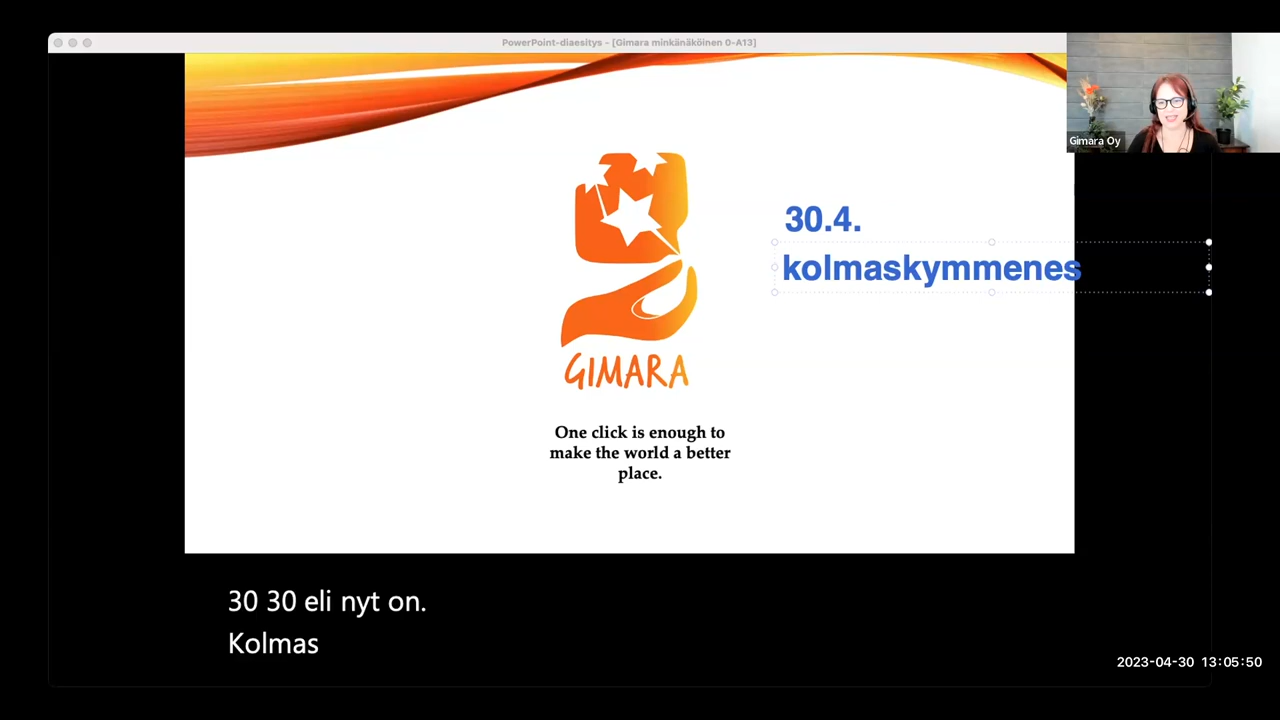 PowerPoint-diaesitys - [Gimara minkänäköinen 0-A13]
Gimara Oy
30.4.
kolmaskymmenes
GIMARA
One click is enough to
make the world a better
place.
30 30 eli nyt on.
Kolmas
2023-04-30 13:05:50